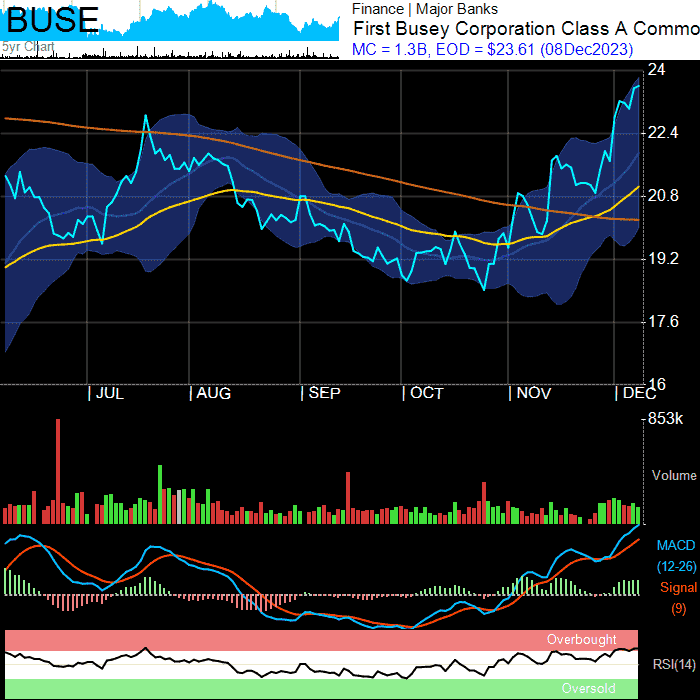 BUSE
5yr Chart
Finance | Major Banks
First Busey Corporation Class A Commo
MC = 1.3B, EOD = $23.61 (08Dec2023)
24
22.4
20.8
19.2
17.6
16
JUL AUG SEP OCT NOV DEC
853k
Volume
MACD
(12-26)
Signal
(9)
Overbought
RSI(14)
Oversold